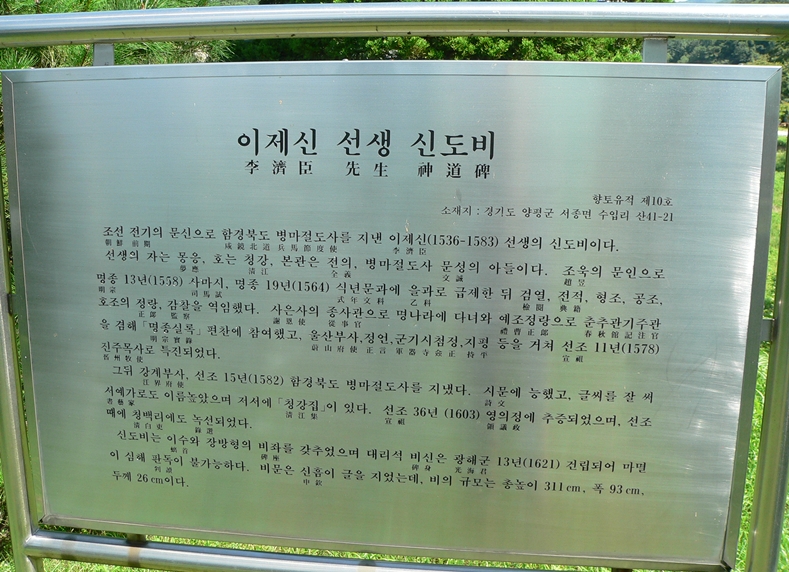 이제신 선생 신도비
李濟臣 先生 神道碑
향토유적 제10호
소재지 : 경기도 양평군 서종면 수입리 산41-21
조선 전기의 문신으로 함경북도 병마절도사를 지낸 이제신(1536-1583) 선생의 신도비이다.
朝鮮 前期 咸鏡北道 兵馬節度使 李濟臣
선생의 자는 몽응, 호는 청강, 본관은 전의, 병마절도사 문성의 아들이다. 조욱의 문인으로
夢應 清江 全義 文誠 趙昱
명종 13년(1558) 사마시, 명종 19년(1564) 식년문과에 을과로 급제한 뒤 검열, 전적, 형조, 공조,
明宗 司馬試 式年文科 乙科 檢閱 典籍
호조의 정랑, 감찰을 역임했다. 사은사의 종사관으로 명나라에 다녀와 예조정랑으로 춘추관기주관
正郎 監察 謝恩使 從事官 禮曹正郎 春秋館記注官
을 겸해 「명종실록」 편찬에 참여했고, 울산부사,정언,군기시첨정,지평 등을 거쳐 선조 11년(1578)
明宗實錄 蔚山府使 正言 軍器寺僉正 持平 宣祖
진주목사로 특진되었다.
晋州牧使
그뒤 강계부사, 선조 15년(1582) 함경북도 병마절도사를 지냈다. 시문에 능했고, 글씨를 잘 써
江界府使 詩文
서예가로도 이름높았으며 저서에 「청강집」이 있다. 선조 36년 (1603) 영의정에 추증되었으며, 선조
書藝家 清江集 宣祖 領議政
때에 청백리에도 녹선되었다.
清白吏 錄選
신도비는 이수와 장방형의 비좌를 갖추었으며 대리석 비신은 광해군 13년(1621) 건립되어 마멸
螭首 碑座 碑身 光海君
이 심해 판독이 불가능하다. 비문은 신흠이 글을 지었는데, 비의 규모는 총높이 311cm, 폭 93cm,
判讀 申欽
두께 26cm이다.